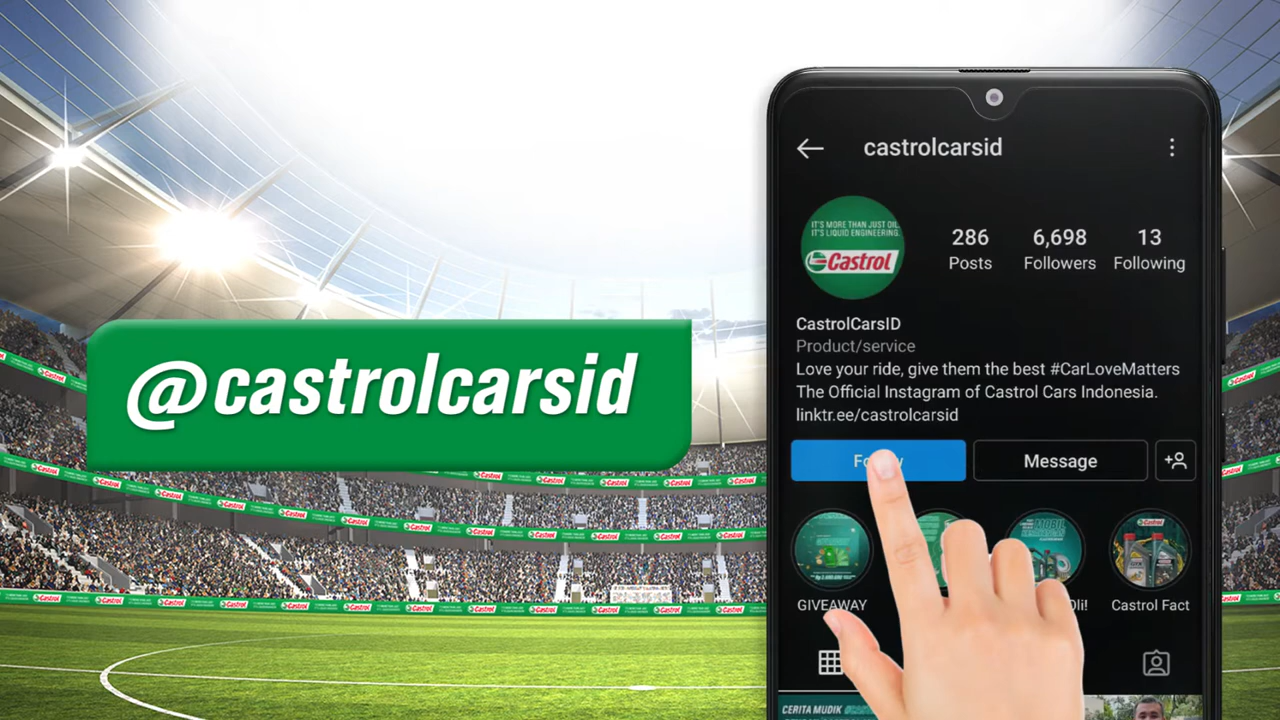 @castrolcarsid
castrolcarsid
IT'S MORE THAN JUST OIL.
IT'S LIQUID ENGINEERING.
Castrol
286
Posts
6,698
Followers
13
Following
CastrolCarsID
Product/service
Love your ride, give them the best #CarLoveMatters
The Official Instagram of Castrol Cars Indonesia.
linktr.ee/castrolcarsid
Message
GIVEAWAY
Castrol Fact
CERITA MUDIK